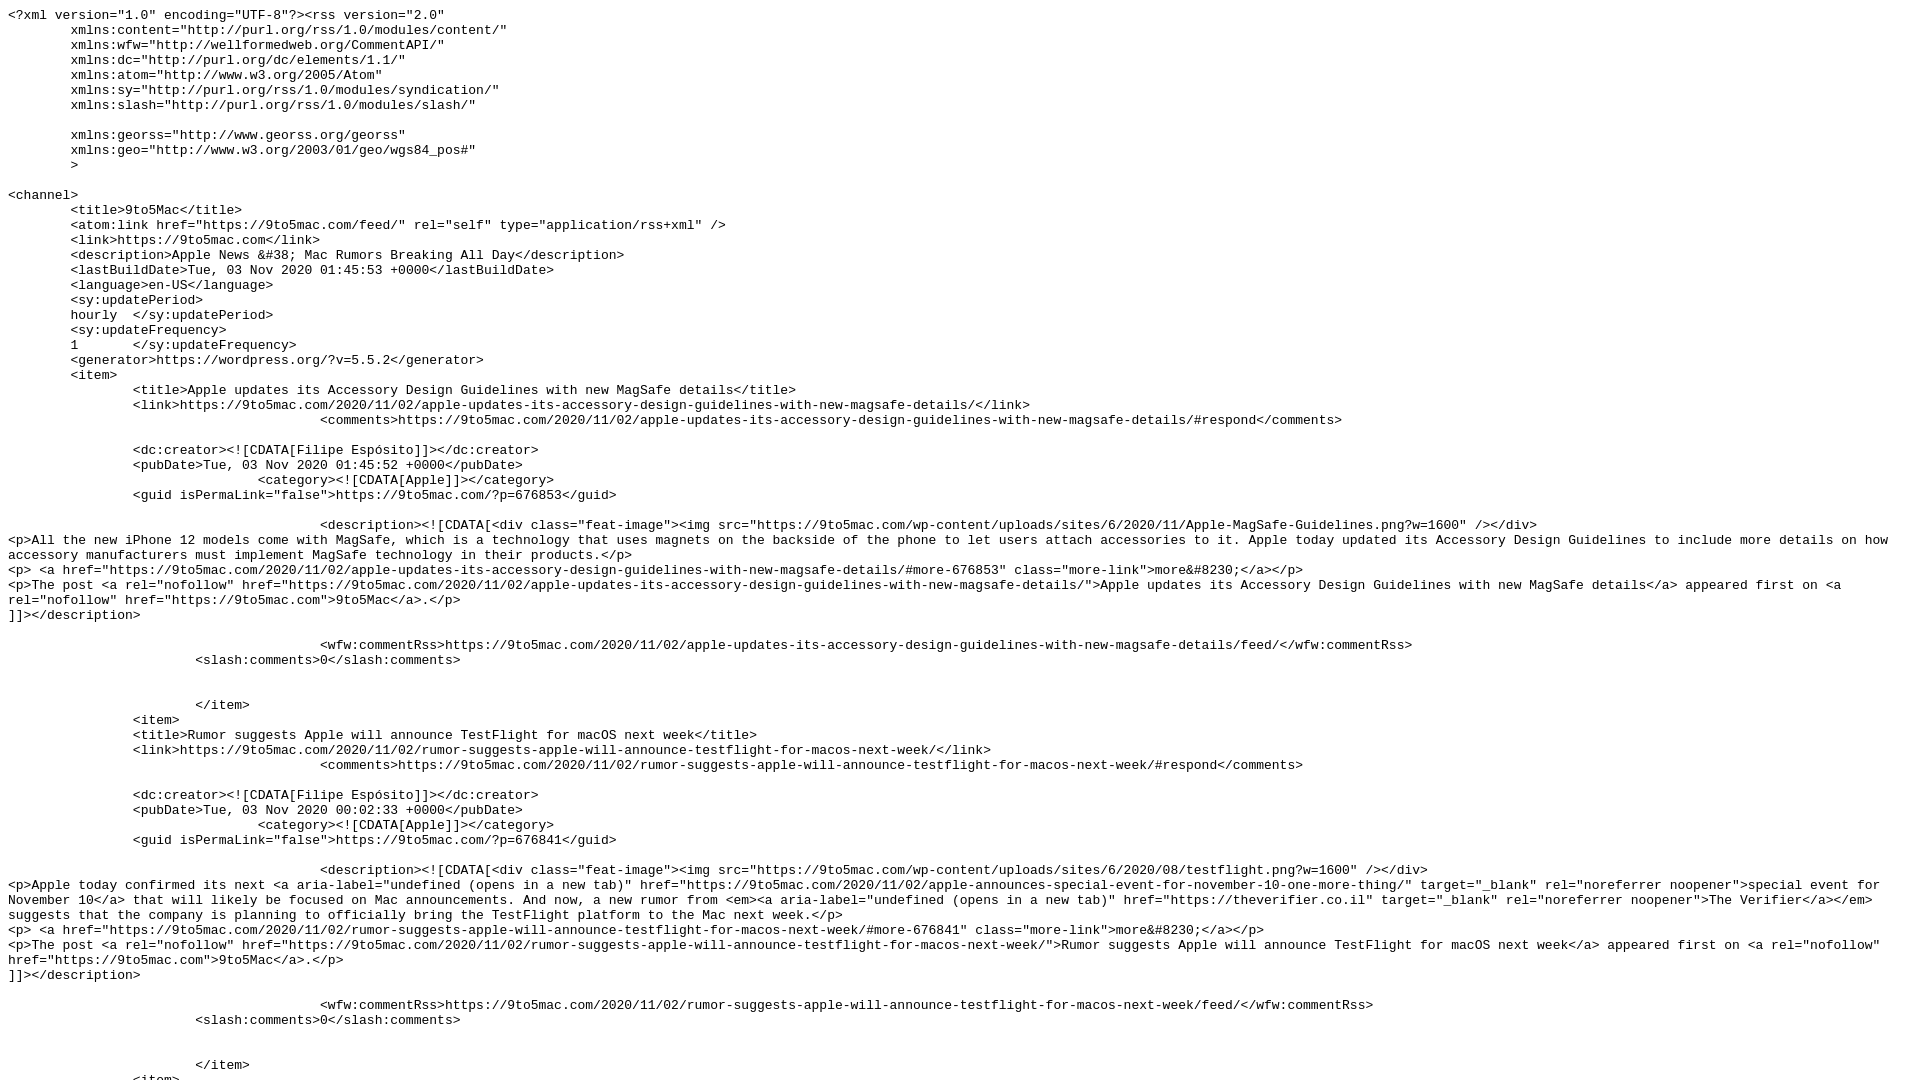 <?xml version="1.0" encoding="UTF-8"?><rss version="2.0"
xmlns:content="http://purl.org/rss/1.0/modules/content/"
xmlns:wfw="http://wellformedweb.org/CommentAPI/"
xmlns:dc="http://purl.org/dc/elements/1.1/"
xmlns:atom="http://www.w3.org/2005/Atom"
xmlns:sy="http://purl.org/rss/1.0/modules/syndication/"
xmlns:slash="http://purl.org/rss/1.0/modules/slash/"
xmlns:georss="http://www.georss.org/georss"
xmlns:geo="http://www.w3.org/2003/01/geo/wgs84_pos#"
>
<channel>
<title>9to5Mac</title>
<atom:link href="https://9to5mac.com/feed/" rel="self" type="application/rss+xml" />
<link>https://9to5mac.com</link>
<description>Apple News &#38; Mac Rumors Breaking All Day</description>
<lastBuildDate>Tue, 03 Nov 2020 01:45:53 +0000</lastBuildDate>
<language>en-US</language>
<sy:updatePeriod>
hourly	</sy:updatePeriod>
<sy:updateFrequency>
1	</sy:updateFrequency>
<generator>https://wordpress.org/?v=5.5.2</generator>
<item>
<title>Apple updates its Accessory Design Guidelines with new MagSafe details</title>
<link>https://9to5mac.com/2020/11/02/apple-updates-its-accessory-design-guidelines-with-new-magsafe-details/</link>
<comments>https://9to5mac.com/2020/11/02/apple-updates-its-accessory-design-guidelines-with-new-magsafe-details/#respond</comments>
<dc:creator><![CDATA[Filipe Espósito]]></dc:creator>
<pubDate>Tue, 03 Nov 2020 01:45:52 +0000</pubDate>
<category><![CDATA[Apple]]></category>
<guid isPermaLink="false">https://9to5mac.com/?p=676853</guid>
<description><![CDATA[<div class="feat-image"><img src="https://9to5mac.com/wp-content/uploads/sites/6/2020/11/Apple-MagSafe-Guidelines.png?w=1600" /></div>
<p>All the new iPhone 12 models come with MagSafe, which is a technology that uses magnets on the backside of the phone to let users attach accessories to it. Apple today updated its Accessory Design Guidelines to include more details on how
accessory manufacturers must implement MagSafe technology in their products.</p>
<p> <a href="https://9to5mac.com/2020/11/02/apple-updates-its-accessory-design-guidelines-with-new-magsafe-details/#more-676853" class="more-link">more&#8230;</a></p>
<p>The post <a rel="nofollow" href="https://9to5mac.com/2020/11/02/apple-updates-its-accessory-design-guidelines-with-new-magsafe-details/">Apple updates its Accessory Design Guidelines with new MagSafe details</a> appeared first on <a
rel="nofollow" href="https://9to5mac.com">9to5Mac</a>.</p>
]]></description>
<wfw:commentRss>https://9to5mac.com/2020/11/02/apple-updates-its-accessory-design-guidelines-with-new-magsafe-details/feed/</wfw:commentRss>
<slash:comments>0</slash:comments>
</item>
<item>
<title>Rumor suggests Apple will announce TestFlight for macOS next week</title>
<link>https://9to5mac.com/2020/11/02/rumor-suggests-apple-will-announce-testflight-for-macos-next-week/</link>
<comments>https://9to5mac.com/2020/11/02/rumor-suggests-apple-will-announce-testflight-for-macos-next-week/#respond</comments>
<dc:creator><![CDATA[Filipe Espósito]]></dc:creator>
<pubDate>Tue, 03 Nov 2020 00:02:33 +0000</pubDate>
<category><![CDATA[Apple]]></category>
<guid isPermaLink="false">https://9to5mac.com/?p=676841</guid>
<description><![CDATA[<div class="feat-image"><img src="https://9to5mac.com/wp-content/uploads/sites/6/2020/08/testflight.png?w=1600" /></div>
<p>Apple today confirmed its next <a aria-label="undefined (opens in a new tab)" href="https://9to5mac.com/2020/11/02/apple-announces-special-event-for-november-10-one-more-thing/" target="_blank" rel="noreferrer noopener">special event for
November 10</a> that will likely be focused on Mac announcements. And now, a new rumor from <em><a aria-label="undefined (opens in a new tab)" href="https://theverifier.co.il" target="_blank" rel="noreferrer noopener">The Verifier</a></em>
suggests that the company is planning to officially bring the TestFlight platform to the Mac next week.</p>
<p> <a href="https://9to5mac.com/2020/11/02/rumor-suggests-apple-will-announce-testflight-for-macos-next-week/#more-676841" class="more-link">more&#8230;</a></p>
<p>The post <a rel="nofollow" href="https://9to5mac.com/2020/11/02/rumor-suggests-apple-will-announce-testflight-for-macos-next-week/">Rumor suggests Apple will announce TestFlight for macOS next week</a> appeared first on <a rel="nofollow"
href="https://9to5mac.com">9to5Mac</a>.</p>
]]></description>
<wfw:commentRss>https://9to5mac.com/2020/11/02/rumor-suggests-apple-will-announce-testflight-for-macos-next-week/feed/</wfw:commentRss>
<slash:comments>0</slash:comments>
</item>
<item>